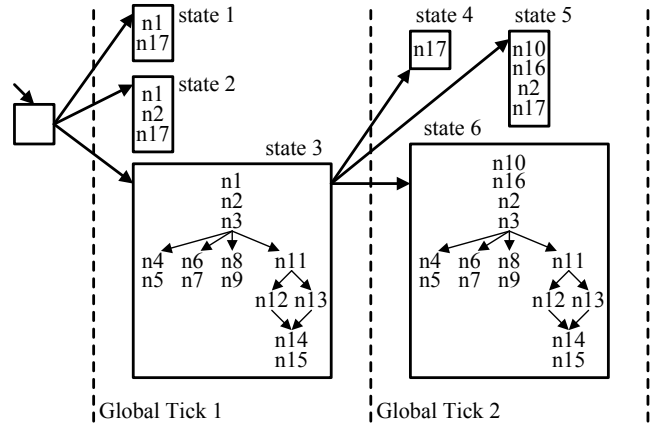 state 1
n1
n17
state 2
n1
n2
n17
state 3
n1
n2
n3
n4 n6 n8 n11
n5 n7 n9
n12 n13
n14
n15
Global Tick 1
state 4
n17
state 5
n10
n16
n2
n17
state 6
n10
n16
n2
n3
n4 n6 n8 n11
n5 n7 n9
n12 n13
n14
n15
Global Tick 2